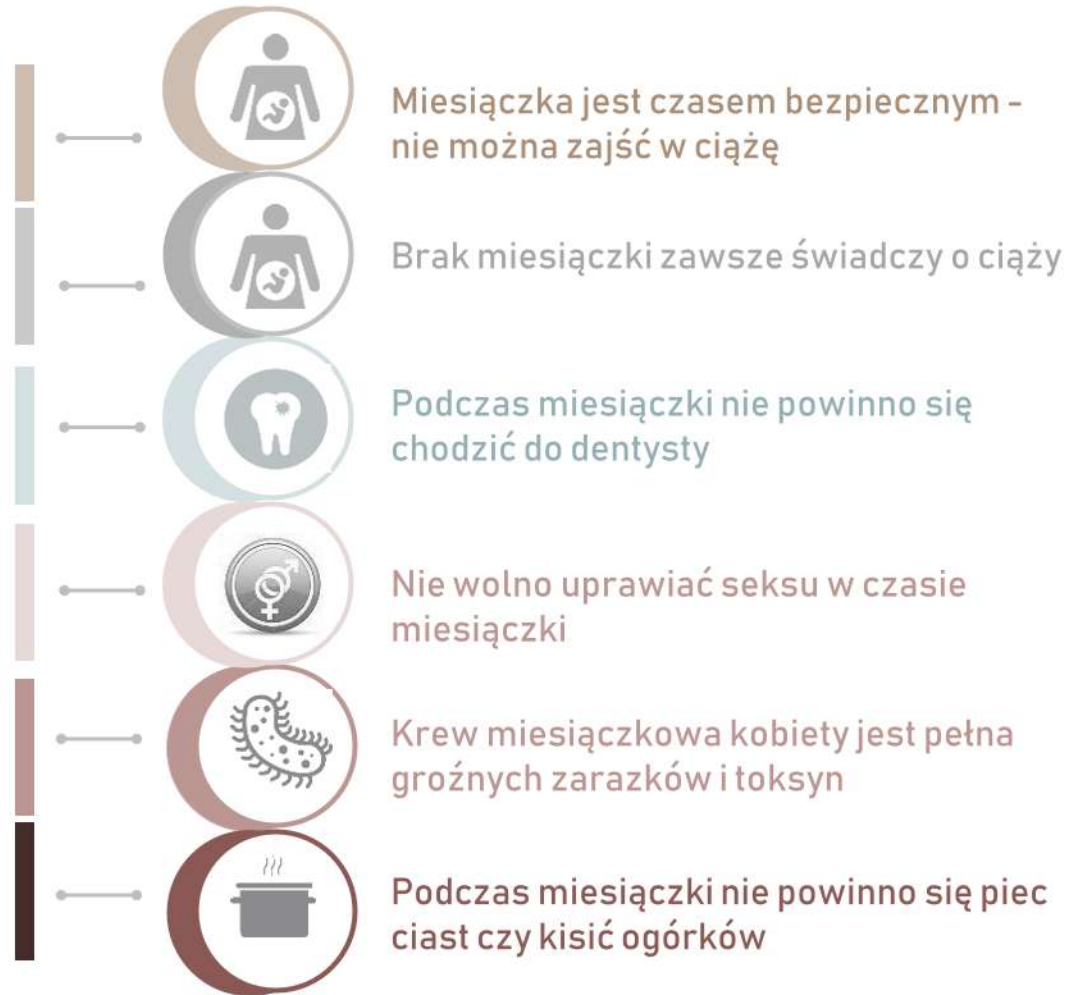 Miesiączka jest czasem bezpiecznym -
nie można zajść w ciążę
Brak miesiączki zawsze świadczy o ciąży
Podczas miesiączki nie powinno się
chodzić do dentysty
Nie wolno uprawiać seksu w czasie
miesiączki
Krew miesiączkowa kobiety jest pełna
groźnych zarazków i toksyn
Podczas miesiączki nie powinno się piec
ciast czy kisić ogórków